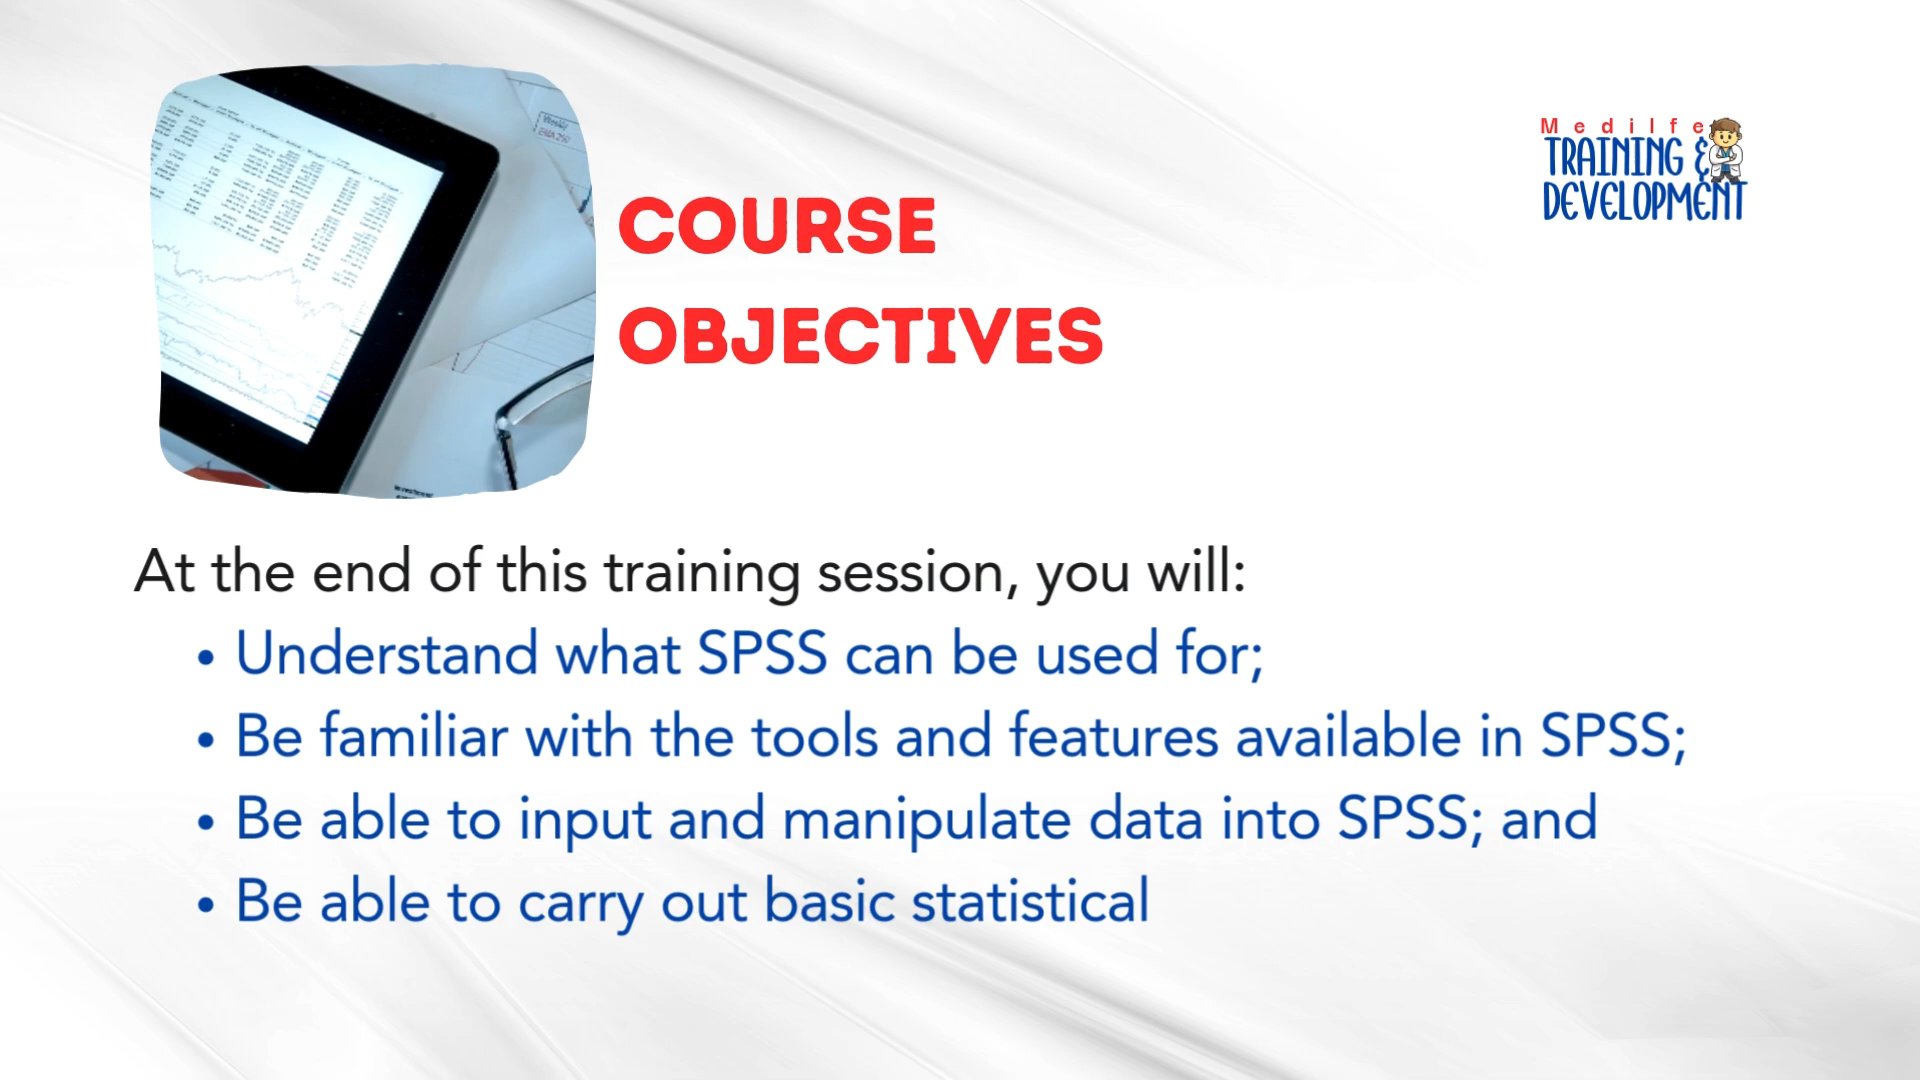 Medilfe
TRAINING &
DEVELOPMENT
COURSE
OBJECTIVES
At the end of this training session, you will:
• Understand what SPSS can be used for;
• Be familiar with the tools and features available in SPSS;
• Be able to input and manipulate data into SPSS; and
• Be able to carry out basic statistical